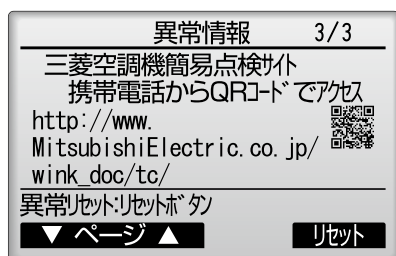 異常情報 3/3
三菱空調機簡易点検ｻｲﾄ
携帯電話からQRｺｰﾄﾞでｱｸｾｽ
http://www.
MitsubishiElectric.co.jp/
wink_doc/tc/
異常ﾘｾｯﾄ:ﾘｾｯﾄﾎﾞﾀﾝ
▼ ページ ▲ ﾘｾｯﾄ